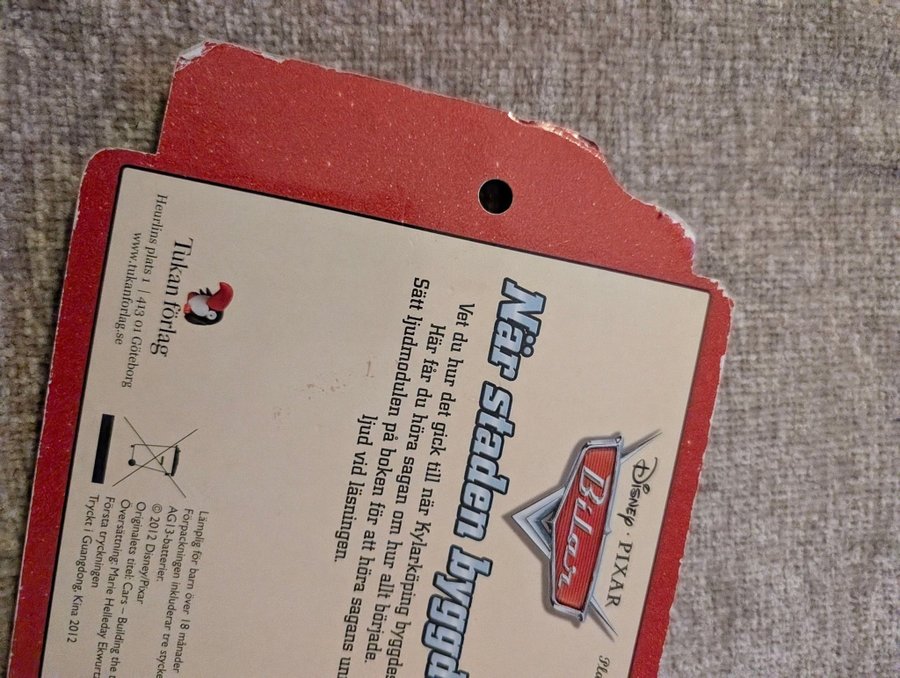 DISNEY · PIXAR
Bilar
När staden byggd
Vet du hur det gick till när Kylarköping byggdes
Här får du höra sagan om hur allt började.
Sätt ljudmodulen på boken för att höra sagans
ljud vid läsningen.
Tukan förlag
Heurlins plats 1 | 413 01 Göteborg
www.tukanforlag.se
Lämplig för barn över 18 månader
Förpackningen inkluderar tre stycke
AG13-batterier.
© 2012 Disney/Pixar
Originalets titel: Cars – Building the
Översättning: Marie Helleday Ekwur
Första tryckningen
Tryckt i Guangdong, Kina 2012